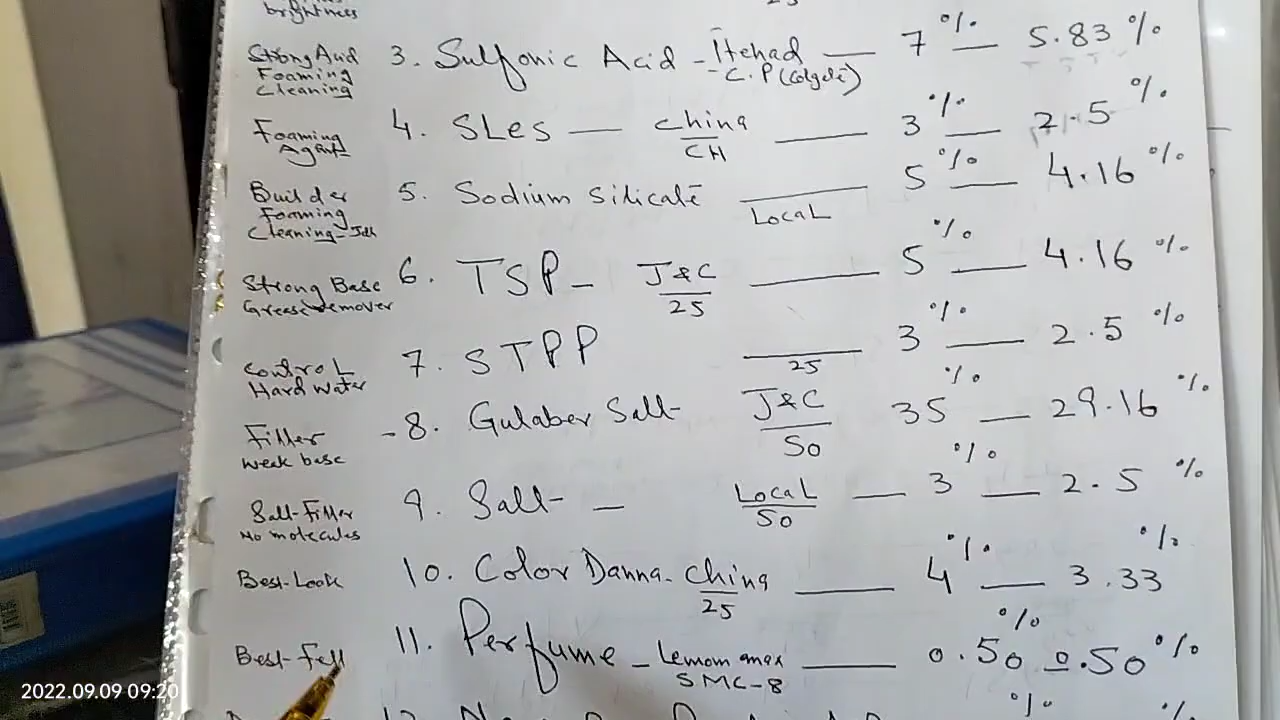 brightness
Strong Acid
Foaming
Cleaning
3. Sulfonic Acid - Itehad — 7% — 5.83%
- C.P (Colgate)
Foaming
Agent
4. SLes — China — 3% — 2.5%
CH
Builder
Foaming
Cleaning
5. Sodium Silicate — 5% — 4.16%
Local
Strong Base
Grease remover
6. TSP - J&C — 5 — 4.16%
25
Control
Hard Water
7. STPP — 3% — 2.5%
25
Filler
Weak base
- 8. Gulaber Salt - J&C 35% — 29.16%
50
Salt-Filler
No molecules
9. Salt - — Local — 3% — 2.5%
50
Best-Look
10. Color Danna - China — 4% — 3.33%
25
Best-Fell
11. Perfume - Lemom max — 0.50% 0.50%
SMC-8
2022.09.09 09:20